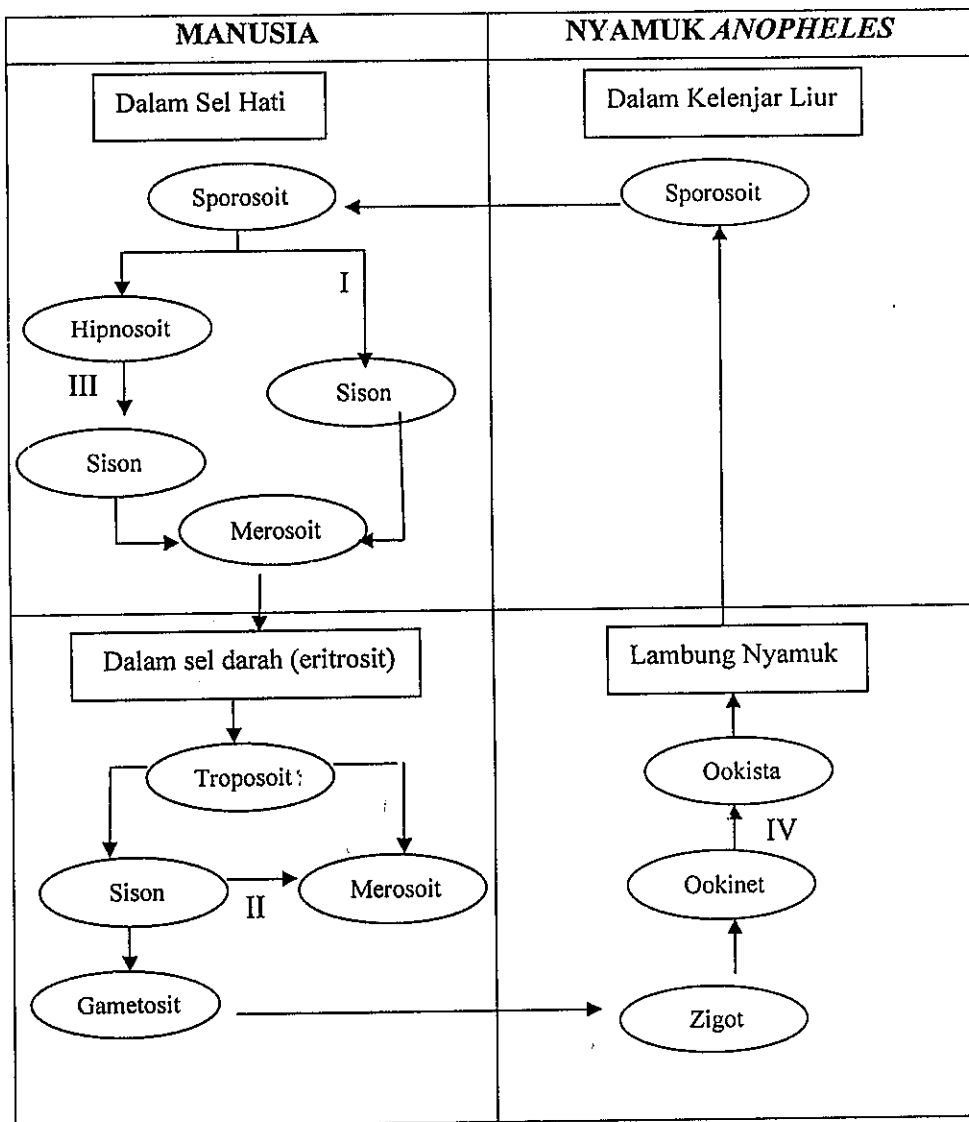 MANUSIA
NYAMUK ANOPHELES
Dalam Sel Hati
Dalam Kelenjar Liur
Sporosoit
Sporosoit
I
Hipnosoit
III
Sison
Sison
Merosoit
Dalam sel darah (eritrosit)
Lambung Nyamuk
Troposoit
Ookista
IV
Sison
II
Merosoit
Ookinet
Gametosit
Zigot